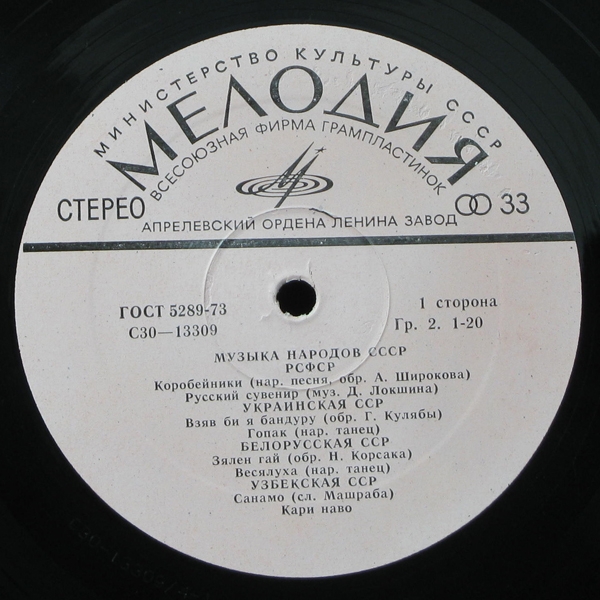 МИНИСТЕРСТВО КУЛЬТУРЫ СССР
МЕЛОДИЯ
ВСЕСОЮЗНАЯ ФИРМА ГРАМПЛАСТИНОК
СТЕРЕО
33
АПРЕЛЕВСКИЙ ОРДЕНА ЛЕНИНА ЗАВОД
ГОСТ 5289-73
1 сторона
С30—13309
Гр. 2. 1-20
МУЗЫКА НАРОДОВ СССР
РСФСР
Коробейники (нар. песня, обр. А. Широкова)
Русский сувенир (муз. Д. Локшина)
УКРАИНСКАЯ ССР
Взяв би я бандуру (обр. Г. Кулябы)
Гопак (нар. танец)
БЕЛОРУССКАЯ ССР
Зялен гай (обр. Н. Корсака)
Весялуха (нар. танец)
УЗБЕКСКАЯ ССР
Санамо (сл. Машраба)
Кари наво